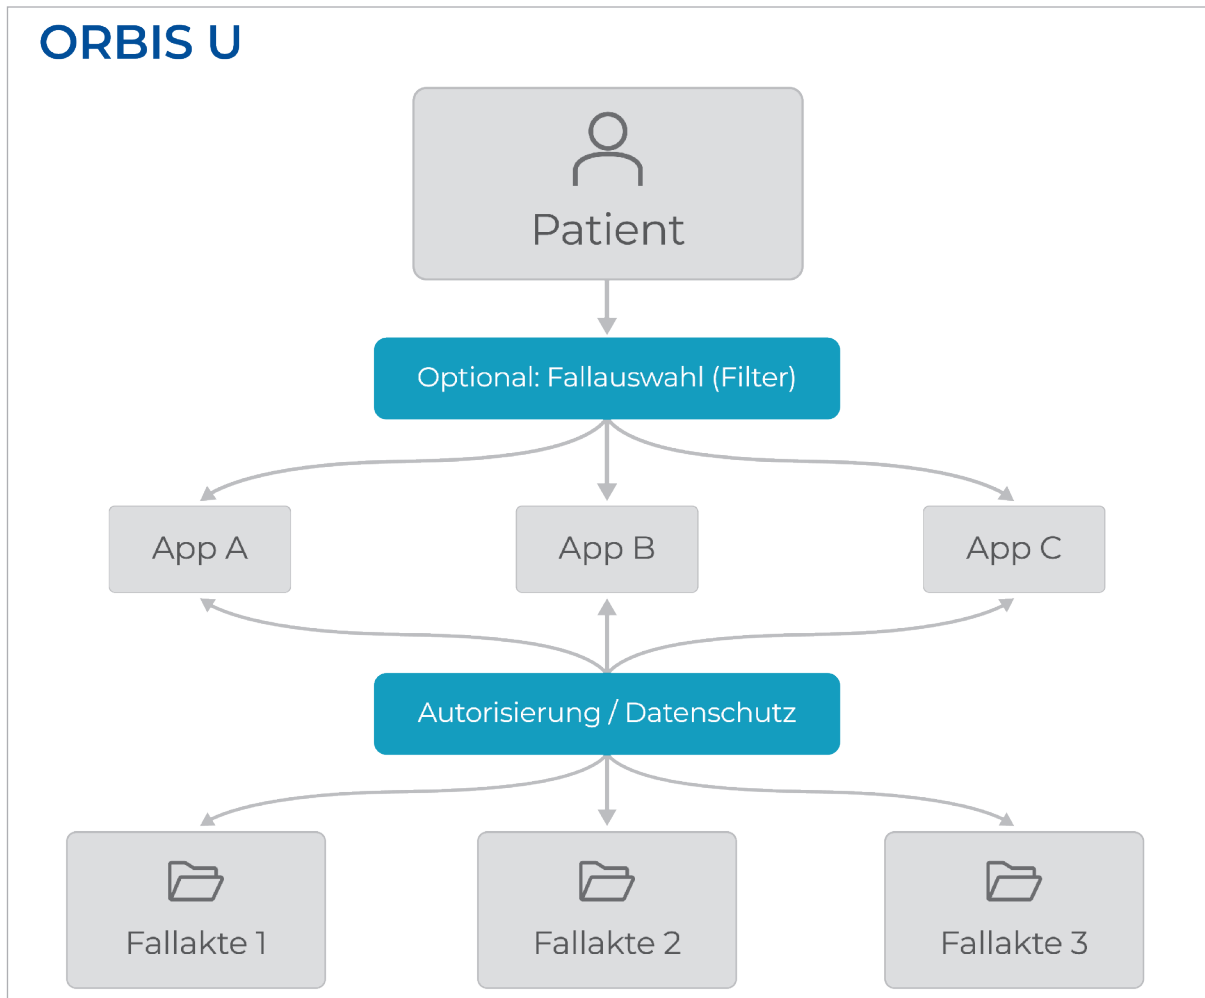 ORBIS U
Patient
Optional: Fallauswahl (Filter)
App A
App B
App C
Autorisierung / Datenschutz
Fallakte 1
Fallakte 2
Fallakte 3